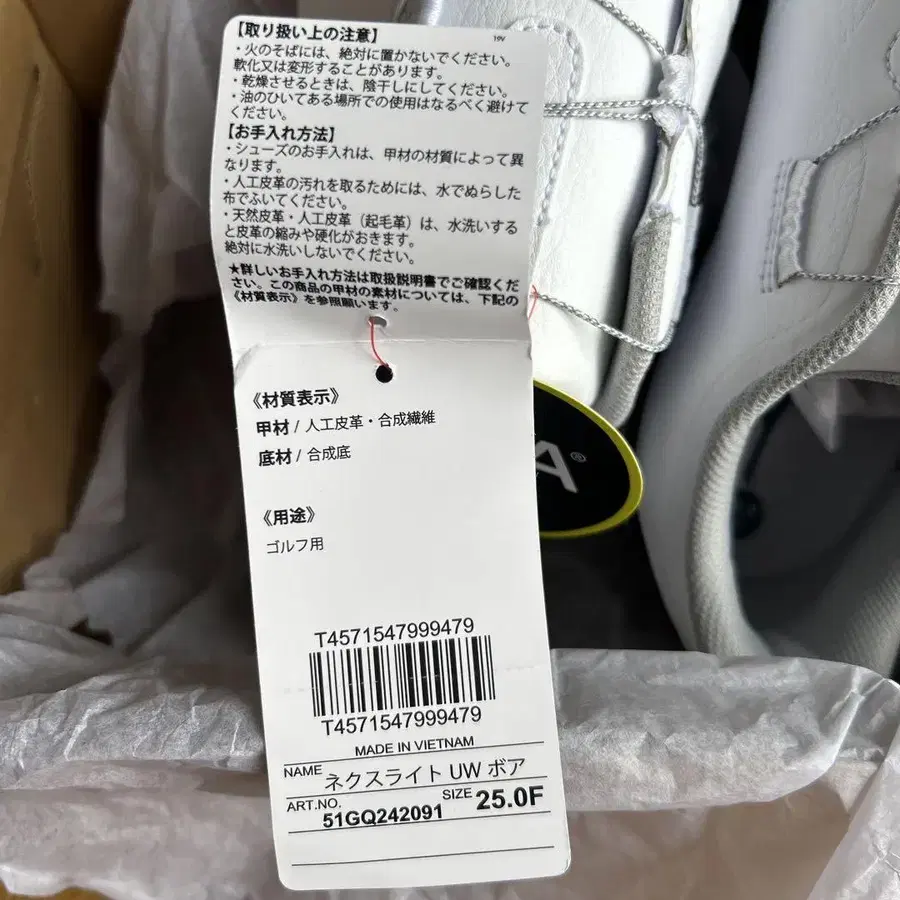 【取り扱い上の注意】
19V
・火のそばには、絶対に置かないでください。
軟化又は変形することがあります。
・乾燥させるときは、陰干しにしてください。
・油のひいてある場所での使用はなるべく避けて
ください。
【お手入れ方法】
・シューズのお手入れは、甲材の材質によって異
なります。
・人工皮革の汚れを取るためには、水でぬらした
布でふいてください。
・天然皮革・人工皮革（起毛革）は、水洗いする
と皮革の縮みや硬化がおきます。
絶対に水洗いしないでください。
★詳しいお手入れ方法は取扱説明書でご確認くだ
さい。この商品の甲材の素材については、下記の
《材質表示》を参照願います。
《材質表示》
甲材 / 人工皮革・合成繊維
底材 / 合成底
《用途》
ゴルフ用
A®
T4571547999479
T4571547999479
MADE IN VIETNAM
NAME ネクスライト UW ボア
ART.NO. 51GQ242091 SIZE 25.0F